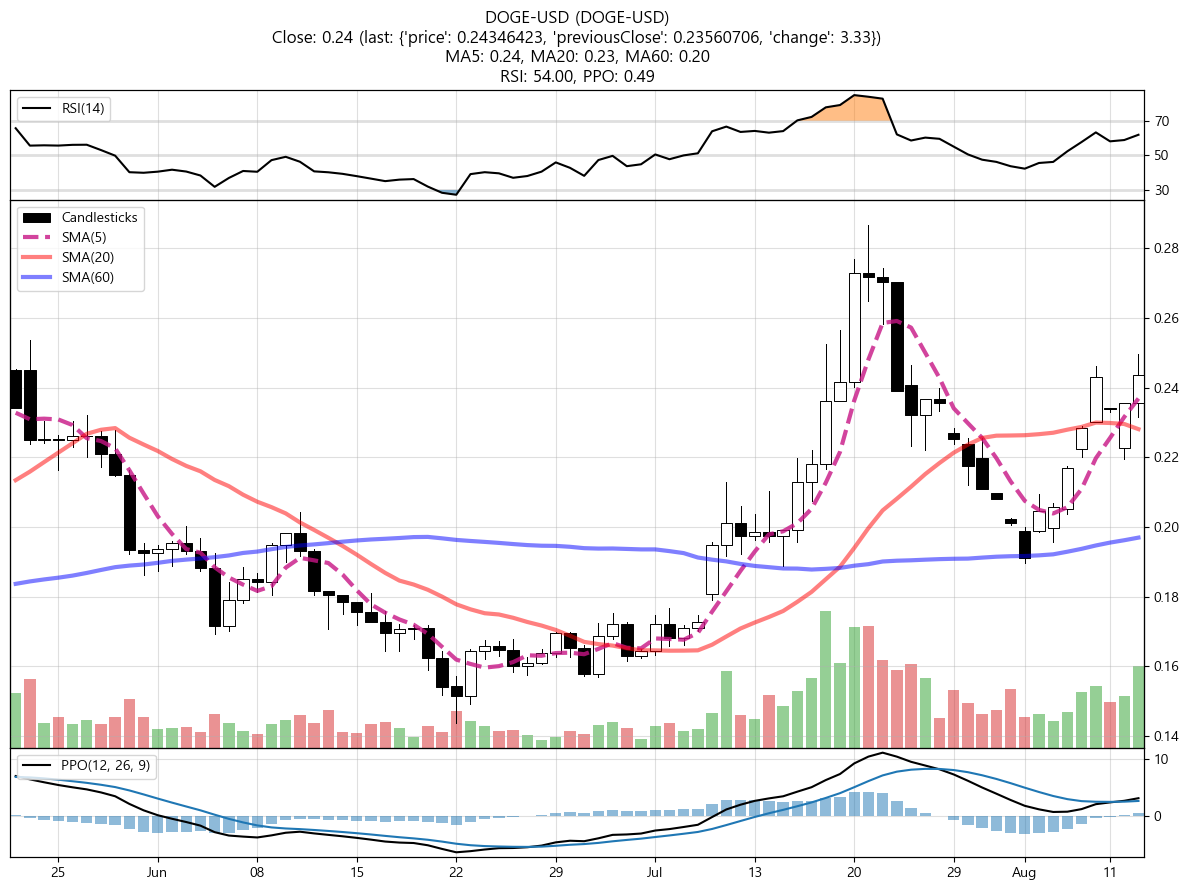 DOGE-USD (DOGE-USD)
Close: 0.24 (last: {'price': 0.24346423, 'previousClose': 0.23560706, 'change': 3.33})
MA5: 0.24, MA20: 0.23, MA60: 0.20
RSI: 54.00, PPO: 0.49
RSI(14)
70
50
30
Candlesticks
SMA(5)
SMA(20)
SMA(60)
0.28
0.26
0.24
0.22
0.20
0.18
0.16
0.14
PPO(12, 26, 9)
10
0
25 Jun 08 15 22 29 Jul 13 20 29 Aug 11